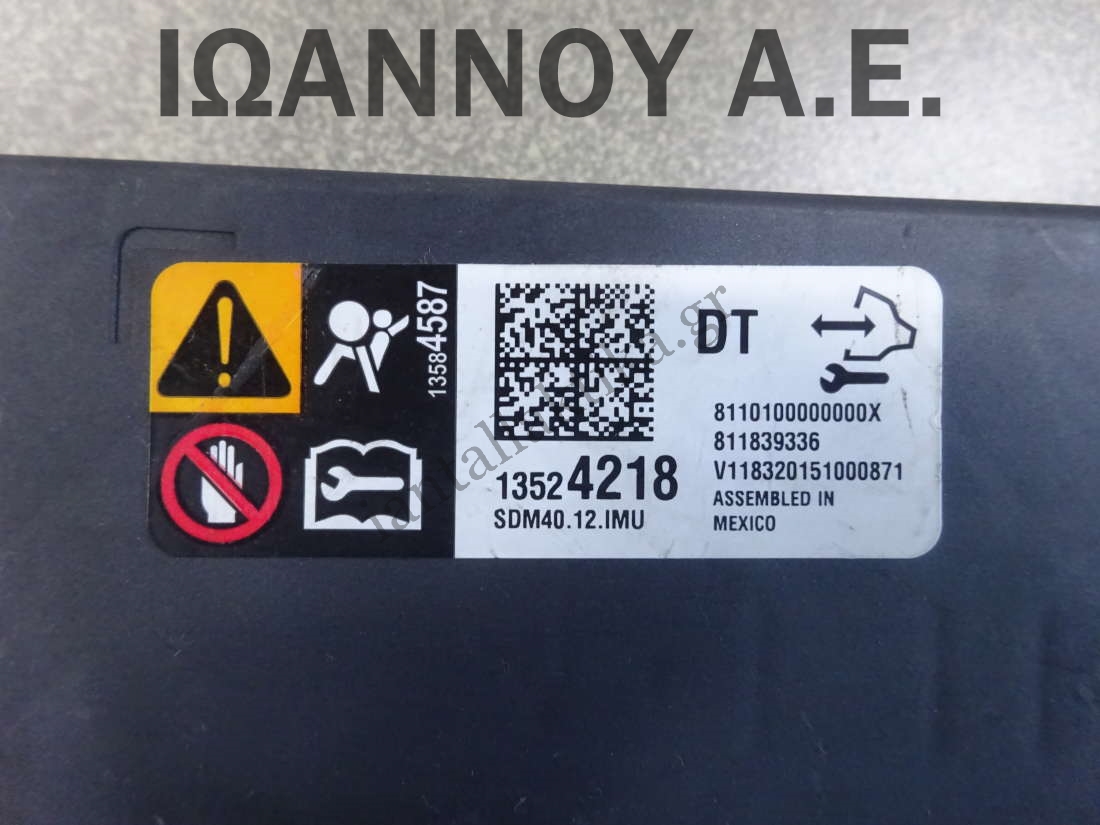 ΙΩΑΝΝΟΥ Α.Ε.
13584587
DT
8110100000000X
811839336
V118320151000871
ASSEMBLED IN
MEXICO
13524218
SDM40.12.IMU